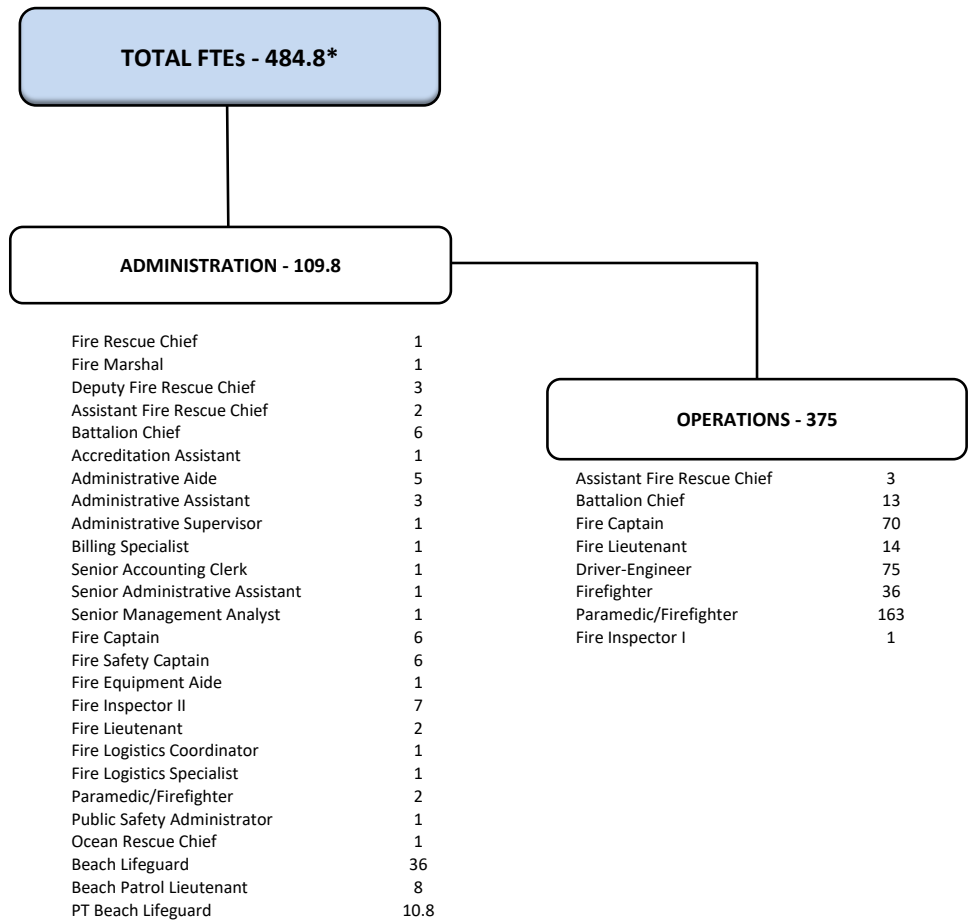 TOTAL FTEs - 484.8*
ADMINISTRATION - 109.8
Fire Rescue Chief 1
Fire Marshal 1
Deputy Fire Rescue Chief 3
Assistant Fire Rescue Chief 2
Battalion Chief 6
Accreditation Assistant 1
Administrative Aide 5
Administrative Assistant 3
Administrative Supervisor 1
Billing Specialist 1
Senior Accounting Clerk 1
Senior Administrative Assistant 1
Senior Management Analyst 1
Fire Captain 6
Fire Safety Captain 6
Fire Equipment Aide 1
Fire Inspector II 7
Fire Lieutenant 2
Fire Logistics Coordinator 1
Fire Logistics Specialist 1
Paramedic/Firefighter 2
Public Safety Administrator 1
Ocean Rescue Chief 1
Beach Lifeguard 36
Beach Patrol Lieutenant 8
PT Beach Lifeguard 10.8
OPERATIONS - 375
Assistant Fire Rescue Chief 3
Battalion Chief 13
Fire Captain 70
Fire Lieutenant 14
Driver-Engineer 75
Firefighter 36
Paramedic/Firefighter 163
Fire Inspector I 1